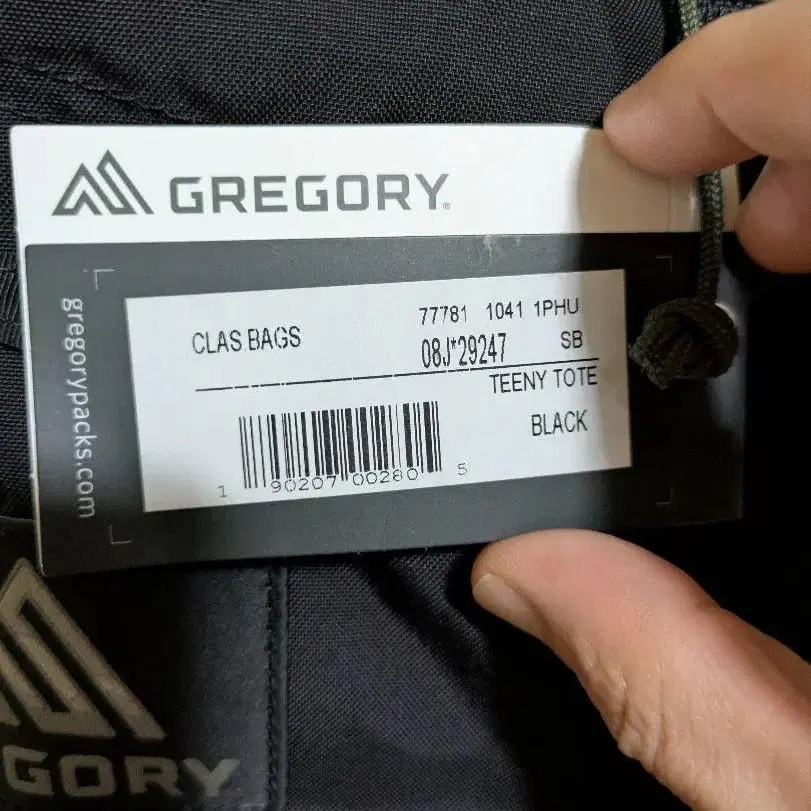 GREGORY
gregorypacks.com
77781 1041 1PHU
CLAS.BAGS 08J*29247 SB
TEENY TOTE
BLACK
1 90207 00280 5
GORY